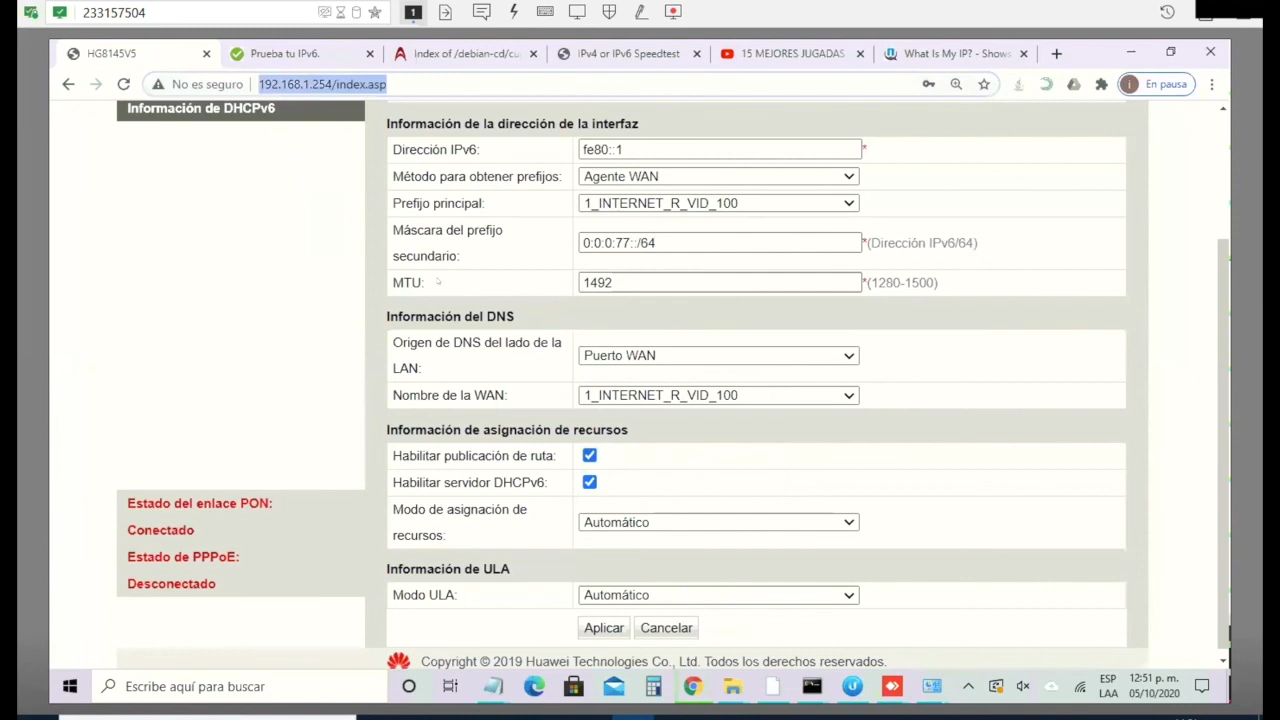 233157504
1
HG8145V5
Prueba tu IPv6.
Index of /debian-cd/cu
IPv4 or IPv6 Speedtest
15 MEJORES JUGADAS
What Is My IP? - Shows
No es seguro
192.168.1.254/index.asp
i
En pausa
Información de DHCPv6
Información de la dirección de la interfaz
Dirección IPv6:
fe80::1
*
Método para obtener prefijos:
Agente WAN
Prefijo principal:
1_INTERNET_R_VID_100
Máscara del prefijo
secundario:
0:0:0:77::/64
*(Dirección IPv6/64)
MTU:
1492
*(1280-1500)
Información del DNS
Origen de DNS del lado de la
LAN:
Puerto WAN
Nombre de la WAN:
1_INTERNET_R_VID_100
Información de asignación de recursos
Habilitar publicación de ruta:
Habilitar servidor DHCPv6:
Modo de asignación de
recursos:
Automático
Información de ULA
Modo ULA:
Automático
Aplicar
Cancelar
Estado del enlace PON:
Conectado
Estado de PPPoE:
Desconectado
Copyright © 2019 Huawei Technologies Co., Ltd. Todos los derechos reservados.
Escribe aquí para buscar
ESP
LAA
12:51 p. m.
05/10/2020